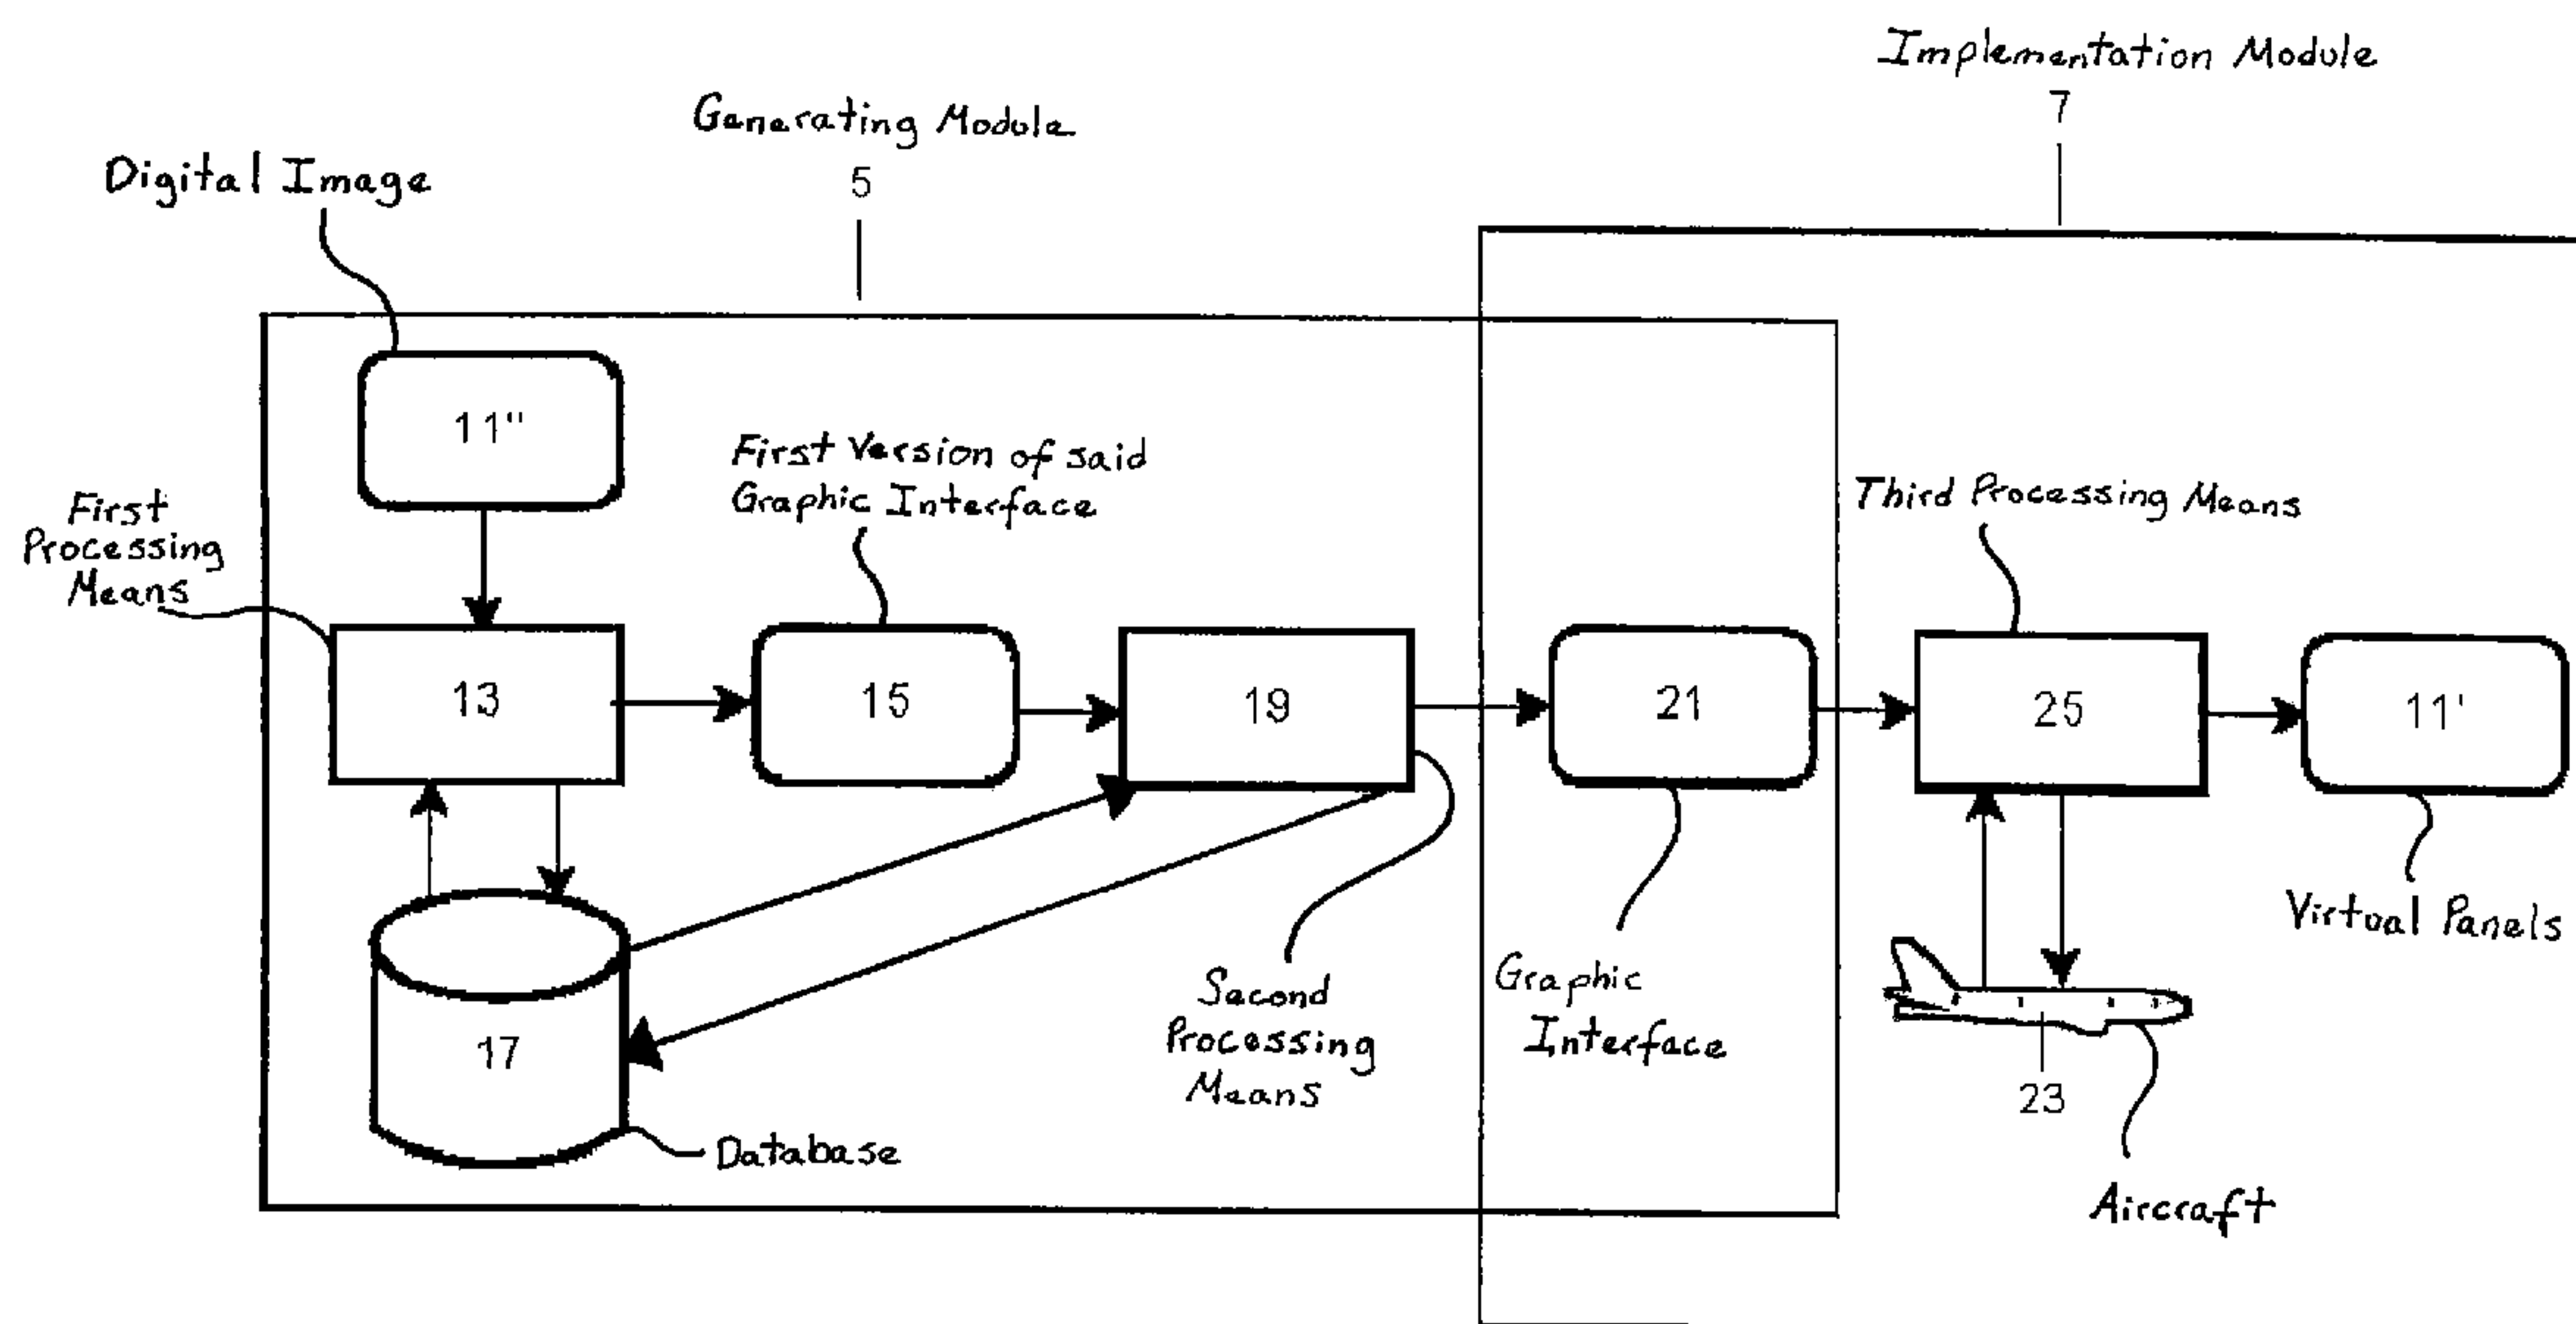 Implementation Module
7
Generating Module
5
Digital Image
11"
First Version of said
Graphic Interface
First
Processing
Means
Third Processing Means
13
15
19
21
25
11'
Virtual Panels
Graphic
Interface
Second
Processing
Means
17
23
Database
Aircraft